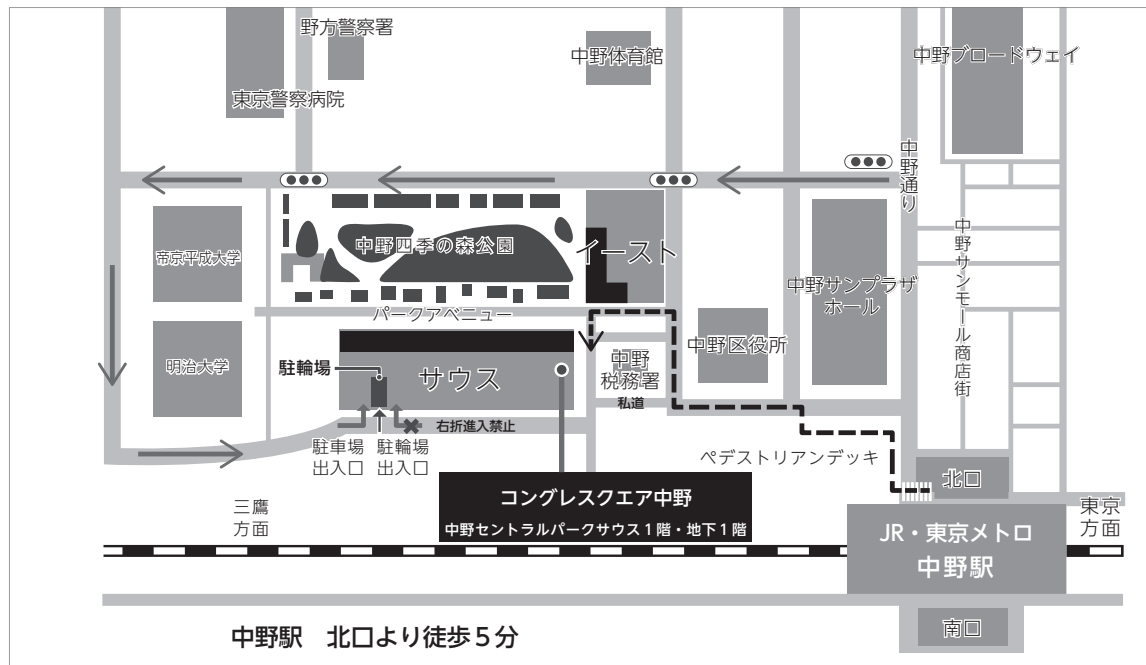 野方警察署
東京警察病院
中野体育館
中野ブロードウェイ
中野通り
帝京平成大学
中野四季の森公園
イースト
中野サンプラザ
ホール
中野サンモール商店街
パークアベニュー
明治大学
駐輪場
サウス
中野
税務署
中野区役所
私道
右折進入禁止
駐車場
出入口
駐輪場
出入口
ペデストリアンデッキ
北口
コングレスクエア中野
中野セントラルパークサウス1階・地下1階
三鷹
方面
東京
方面
JR・東京メトロ
中野駅
南口
中野駅 北口より徒歩5分